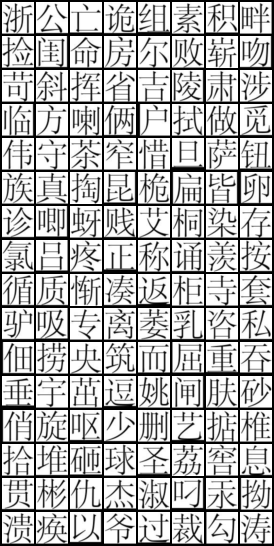 浙公亡诡组素积畔
捡闺命房尔败崭吻
苛斜挥省吉陵肃涉
临方喇俩户拭做觅
伟守茶窄惜旦萨钮
族真掏昆桅扁皆卵
诊唧蚜贱艾桐染存
氯吕疼正称诵羡按
循质惭凑返柜寺套
驴吸专离萎乳咨私
佃捞央筑而屈重吞
垂宁茁逗姚闸肤砂
俏旋呕少删艺掂椎
拾堆砸球圣荔窖息
贯彬仇杰淑叼汞拗
溃痪以爷过裁勾涛